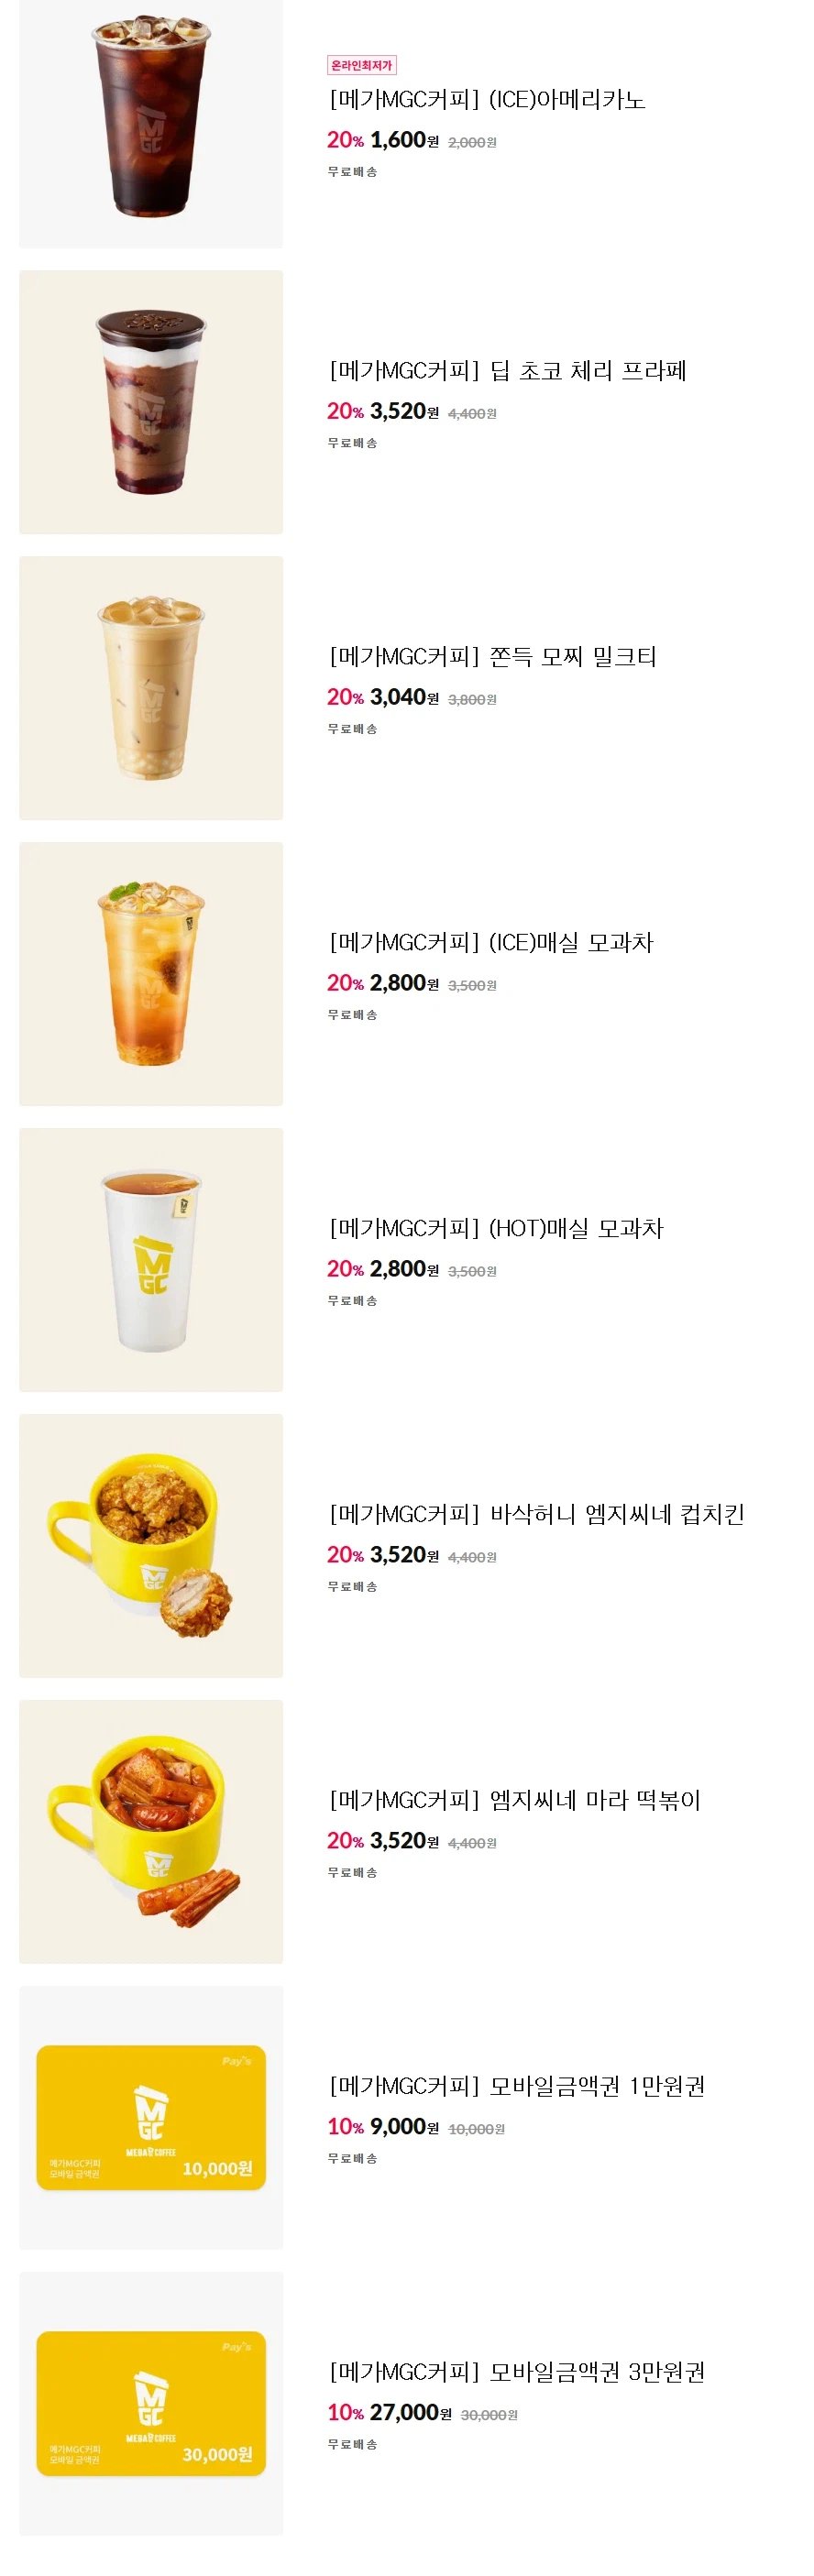 온라인최저가
[메가MGC커피] (ICE)아메리카노
20% 1,600원 2,000원
무료배송
MGC
[메가MGC커피] 딥 초코 체리 프라페
20% 3,520원 4,400원
무료배송
MGC
[메가MGC커피] 쫀득 모찌 밀크티
20% 3,040원 3,800원
무료배송
MGC
[메가MGC커피] (ICE)매실 모과차
20% 2,800원 3,500원
무료배송
MGC
[메가MGC커피] (HOT)매실 모과차
20% 2,800원 3,500원
무료배송
MGC
[메가MGC커피] 바삭허니 엠지씨네 컵치킨
20% 3,520원 4,400원
무료배송
MGC
[메가MGC커피] 엠지씨네 마라 떡볶이
20% 3,520원 4,400원
무료배송
MGC
Pay's
MGC
MEGA MGC COFFEE
메가MGC커피
모바일 금액권
10,000원
[메가MGC커피] 모바일금액권 1만원권
10% 9,000원 10,000원
무료배송
Pay's
MGC
MEGA MGC COFFEE
메가MGC커피
모바일 금액권
30,000원
[메가MGC커피] 모바일금액권 3만원권
10% 27,000원 30,000원
무료배송